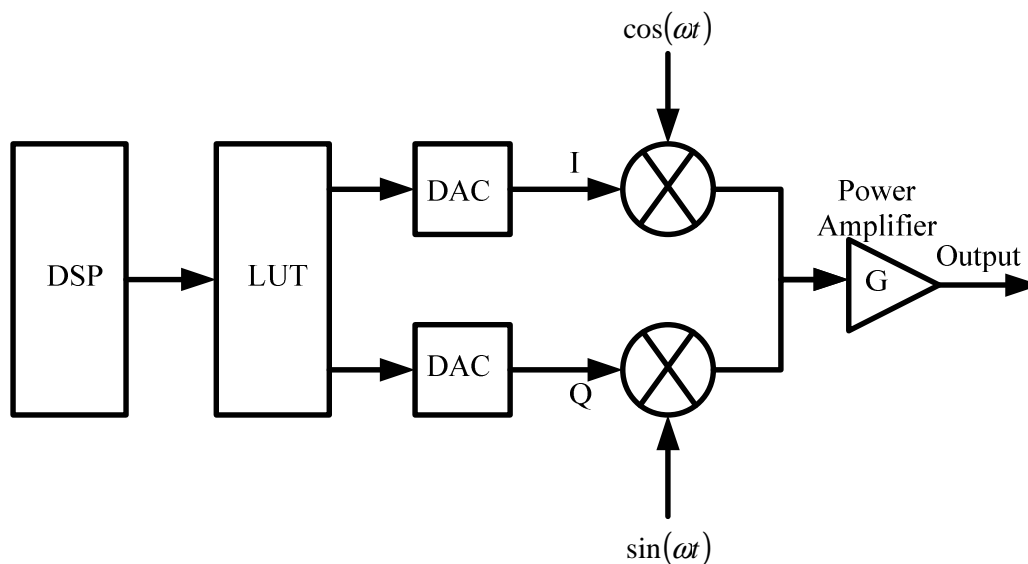 cos(ωt)
DSP
LUT
DAC
I
DAC
Q
Power
Amplifier
G
Output
sin(ωt)